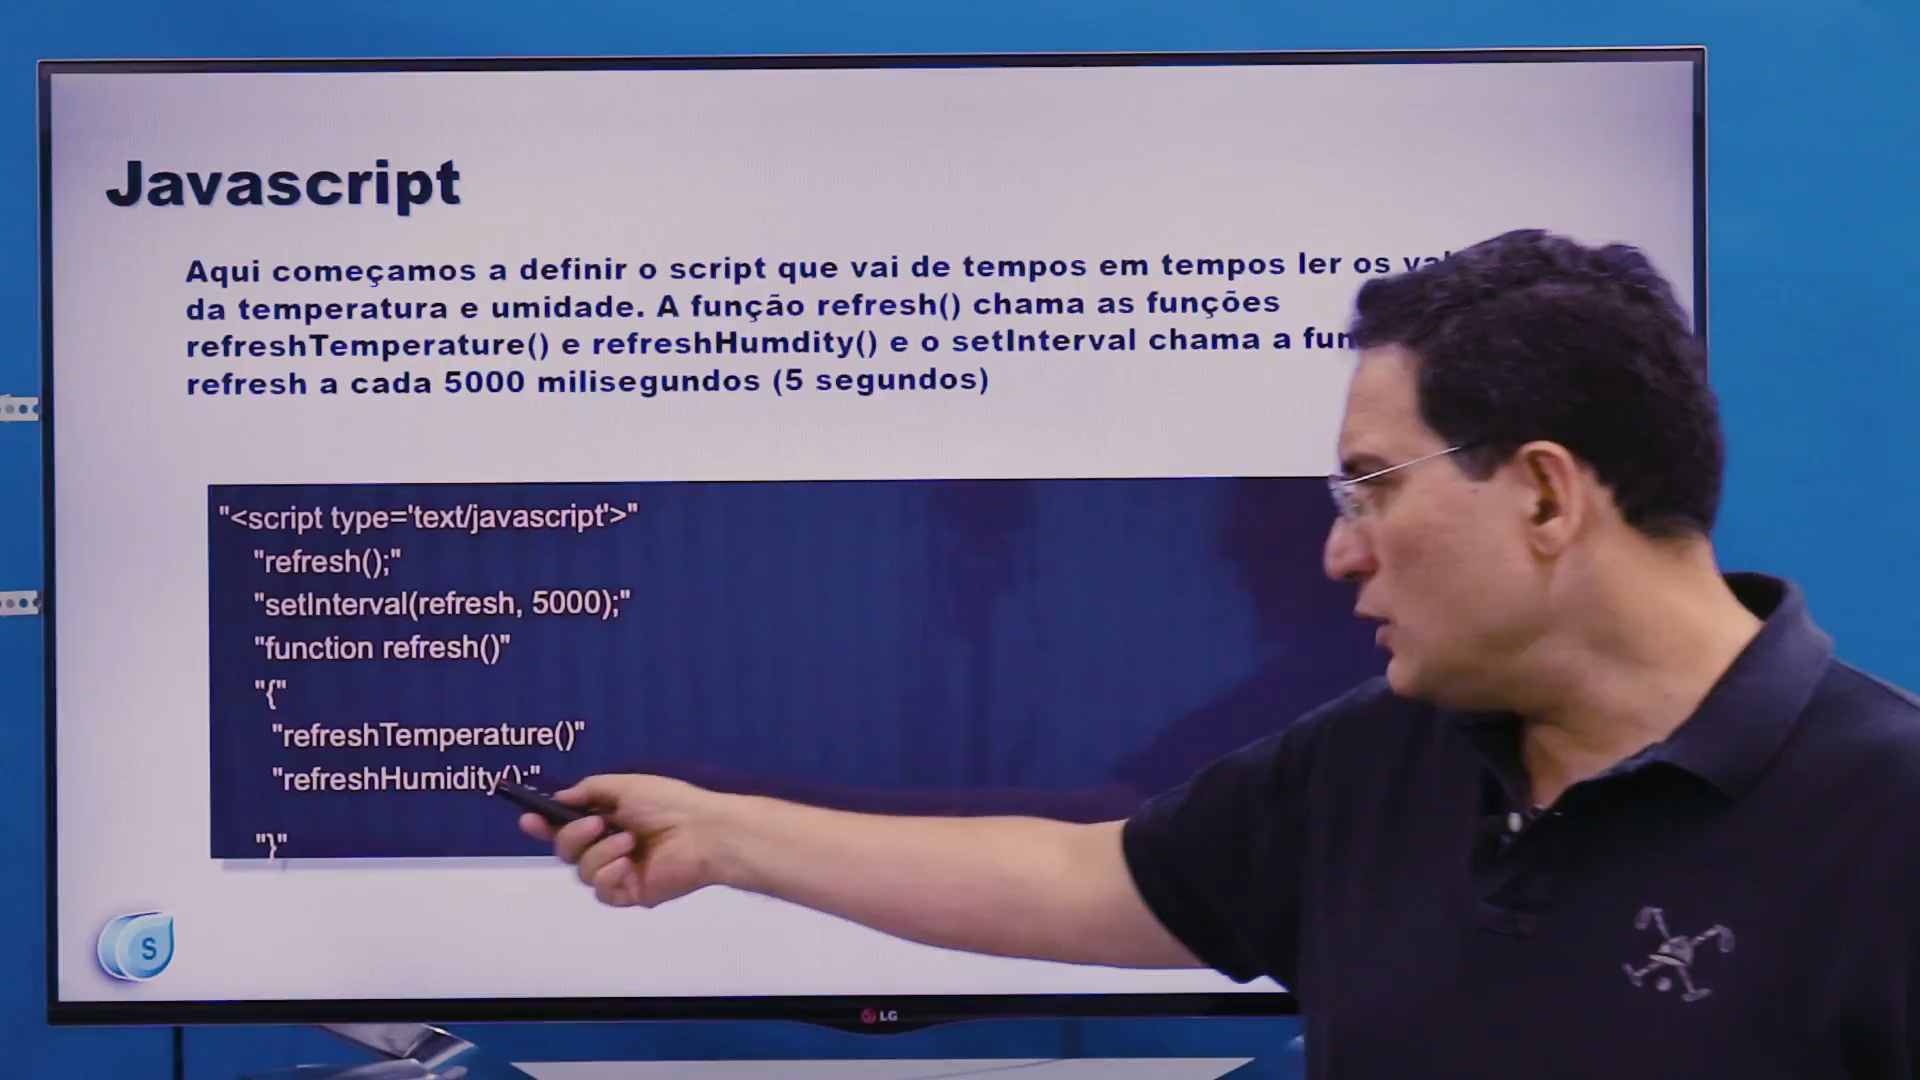 Javascript
Aqui começamos a definir o script que vai de tempos em tempos ler os
da temperatura e umidade. A função refresh() chama as funções
refreshTemperature() e refreshHumdity() e o setInterval chama a
refresh a cada 5000 milisegundos (5 segundos)
"<script type='text/javascript'>"
"refresh();"
"setInterval(refresh, 5000);"
"function refresh()"
"{"
"refreshTemperature()"
"refreshHumidity();"
"}"
S
LG